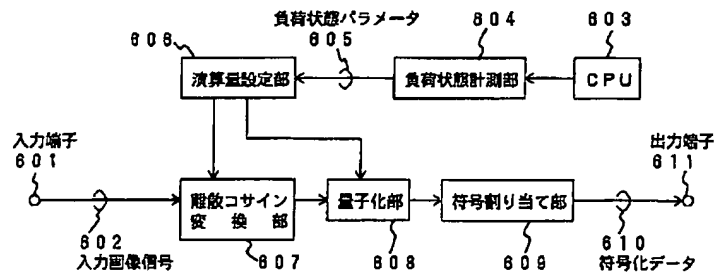 負荷状態パラメータ
606
605
604
603
演算量設定部
負荷状態計測部
CPU
入力端子
601
出力端子
611
離散コサイン
変換部
量子化部
符号割り当て部
602
入力画像信号
607
608
609
610
符号化データ